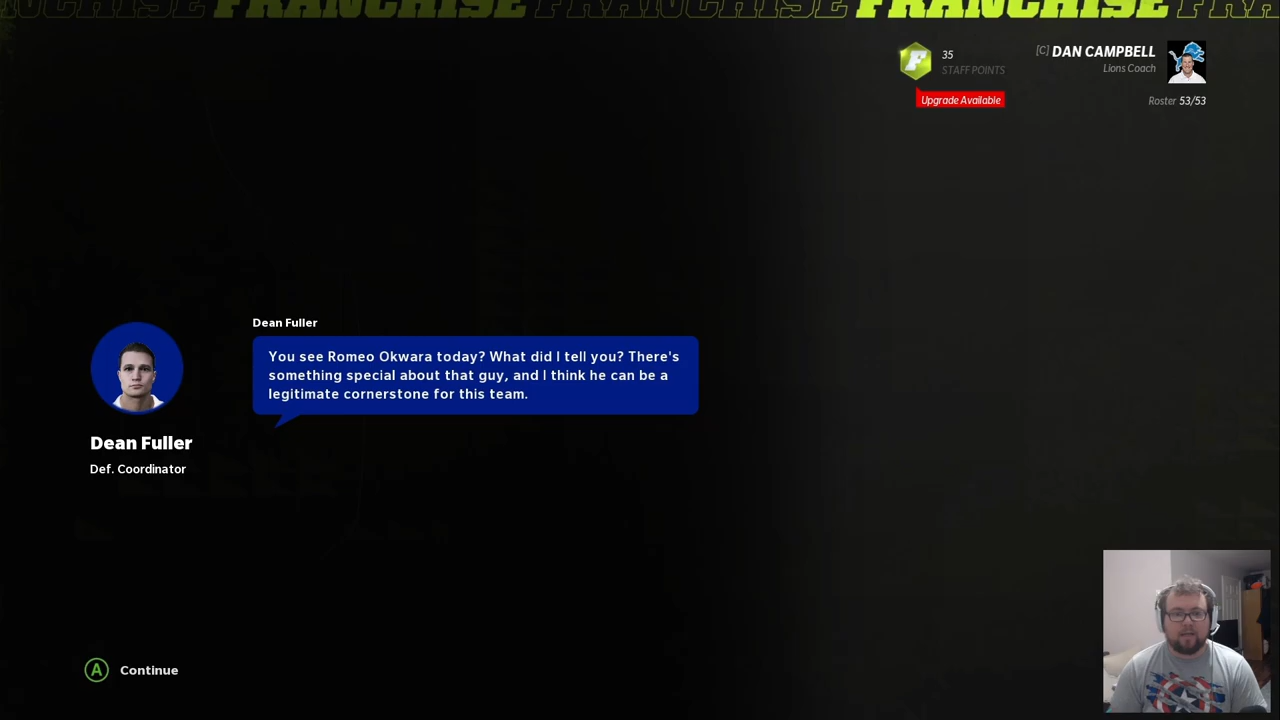 NCHISE FRANCHISE FRANCHISE FRANCHISE FRA
35
STAFF POINTS
Upgrade Available
[C] DAN CAMPBELL
Lions Coach
Roster 53/53
Dean Fuller
You see Romeo Okwara today? What did I tell you? There's
something special about that guy, and I think he can be a
legitimate cornerstone for this team.
Dean Fuller
Def. Coordinator
A Continue